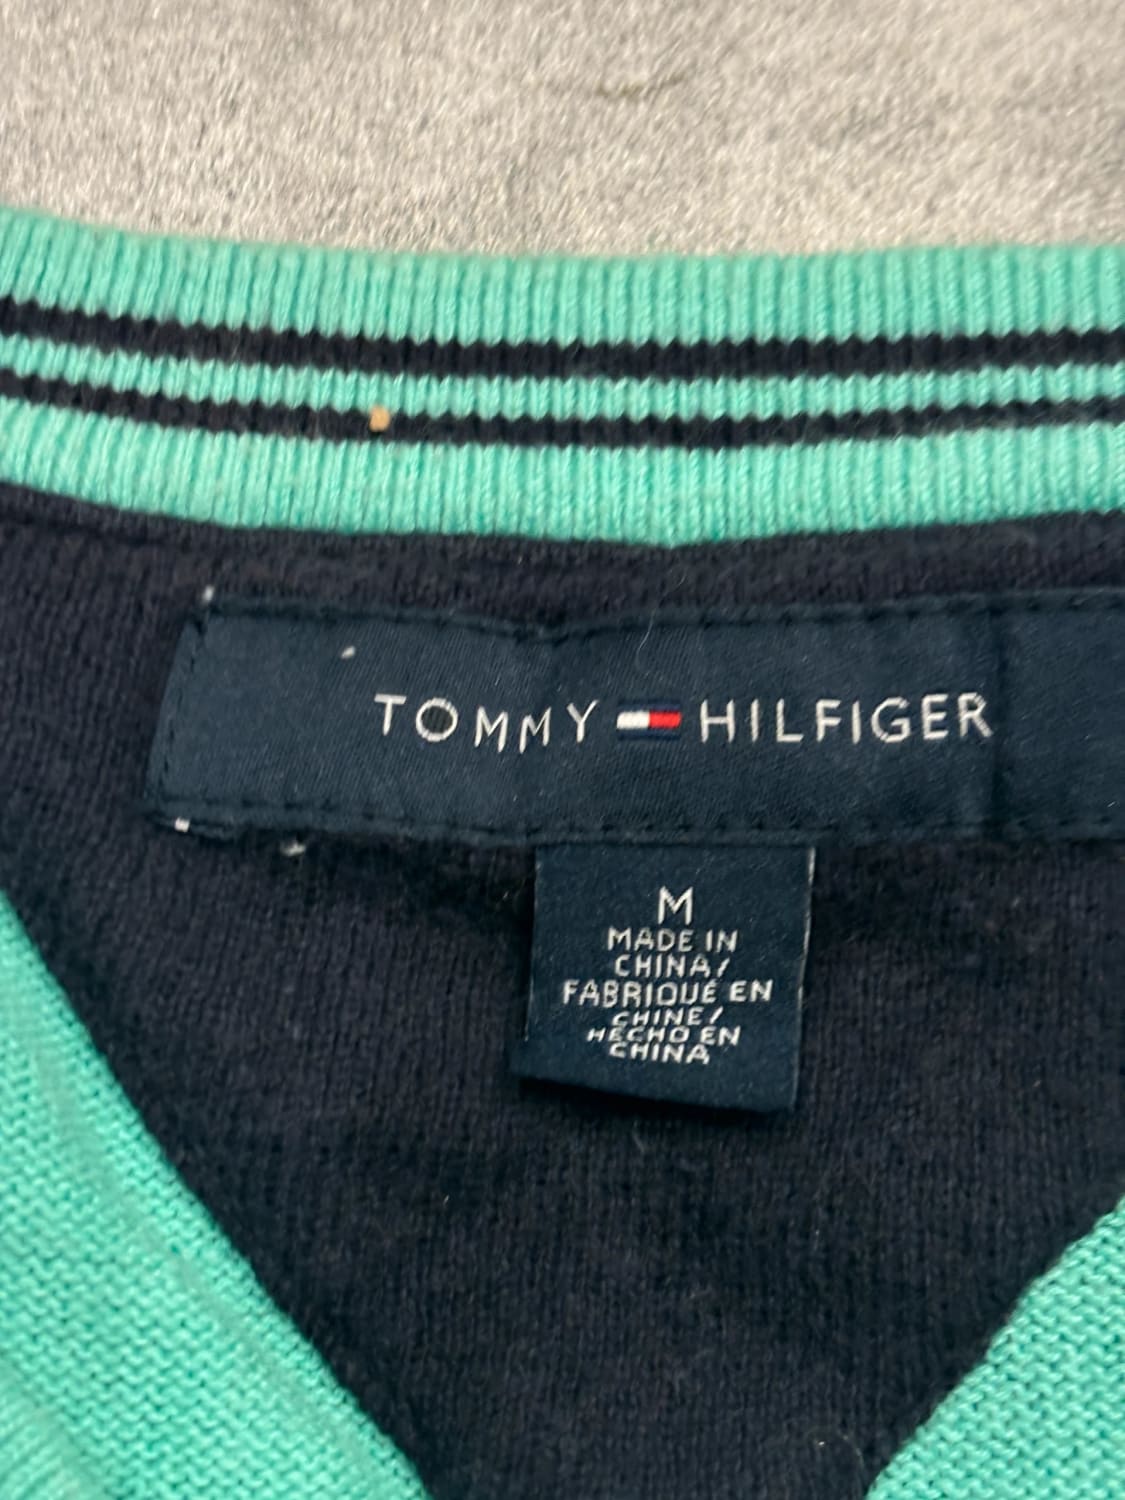 TOMMY HILFIGER
M
MADE IN
CHINA/
FABRIQUÉ EN
CHINE/
HECHO EN
CHINA